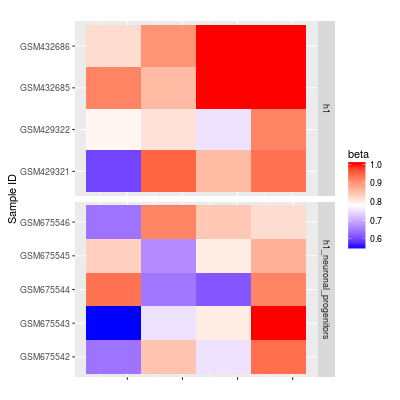 Sample ID
GSM432686
GSM432685
GSM429322
GSM429321
h1
GSM675546
GSM675545
GSM675544
GSM675543
GSM675542
h1_neuronal_progenitors
beta
1.0
0.9
0.8
0.7
0.6